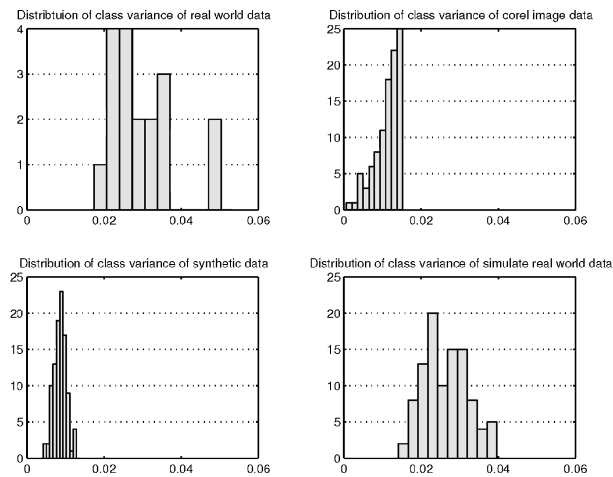 Distribtuion of class variance of real world data
4
3
2
1
0
0 0.02 0.04 0.06
Distribution of class variance of corel image data
25
20
15
10
5
0
0 0.02 0.04 0.06
Distribution of class variance of synthetic data
25
20
15
10
5
0
0 0.02 0.04 0.06
Distribution of class variance of simulate real world data
25
20
15
10
5
0
0 0.02 0.04 0.06